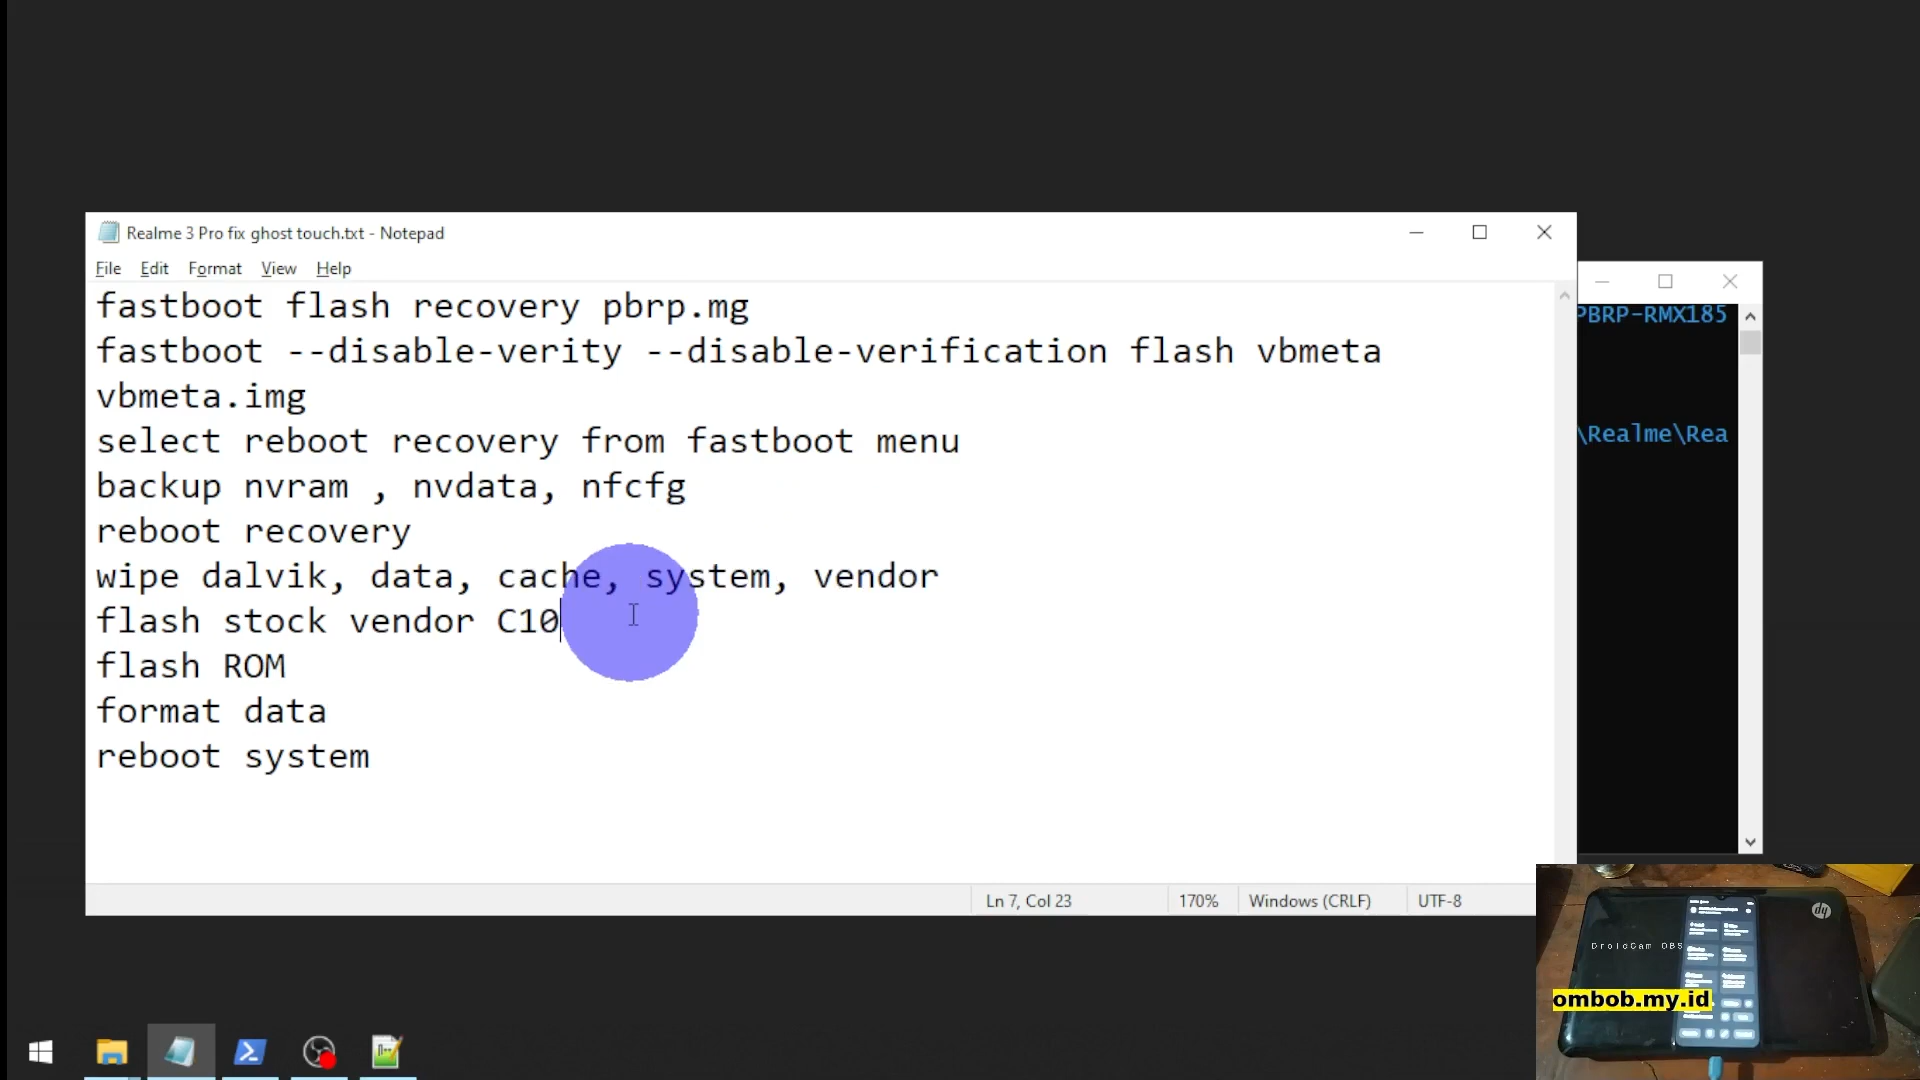 Realme 3 Pro fix ghost touch.txt - Notepad
File Edit Format View Help
fastboot flash recovery pbrp.mg
fastboot --disable-verity --disable-verification flash vbmeta
vbmeta.img
select reboot recovery from fastboot menu
backup nvram , nvdata, nfcfg
reboot recovery
wipe dalvik, data, cache, system, vendor
flash stock vendor C10
flash ROM
format data
reboot system
PBRP-RMX185
\Realme\Rea
Ln 7, Col 23
170%
Windows (CRLF)
UTF-8
DroidCam OBS
hp
ombob.my.id